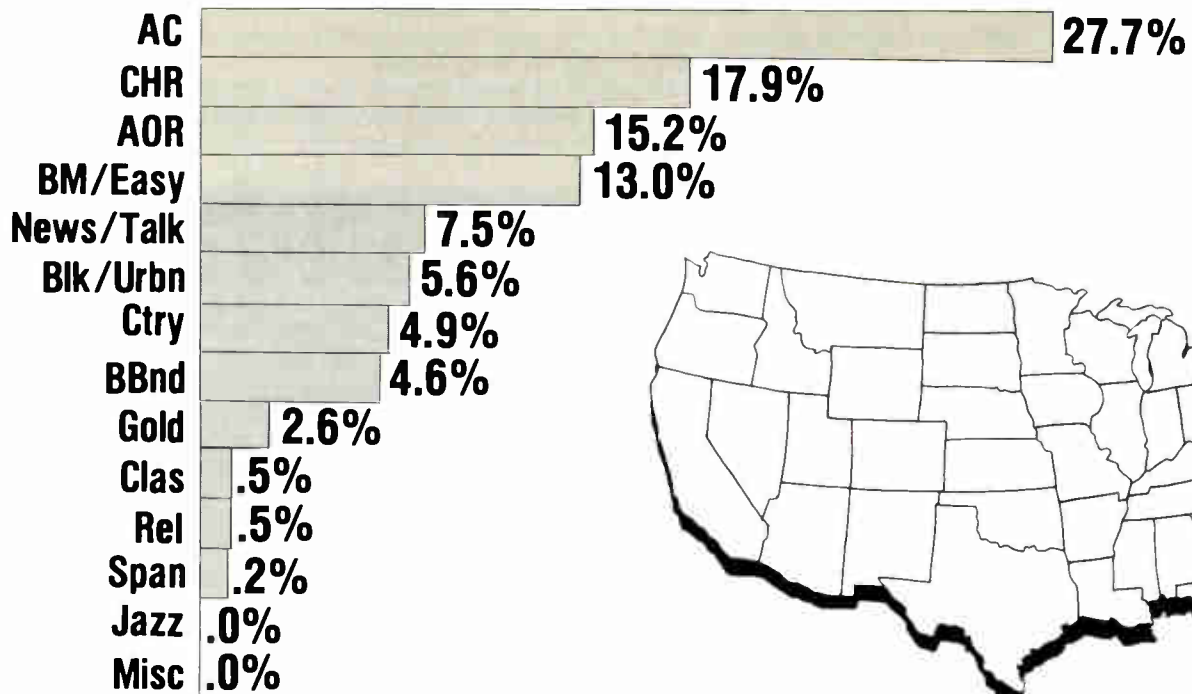 AC 27.7%
CHR 17.9%
AOR 15.2%
BM/Easy 13.0%
News/Talk 7.5%
Blk/Urbn 5.6%
Ctry 4.9%
BBnd 4.6%
Gold 2.6%
Clas .5%
Rel .5%
Span .2%
Jazz .0%
Misc .0%